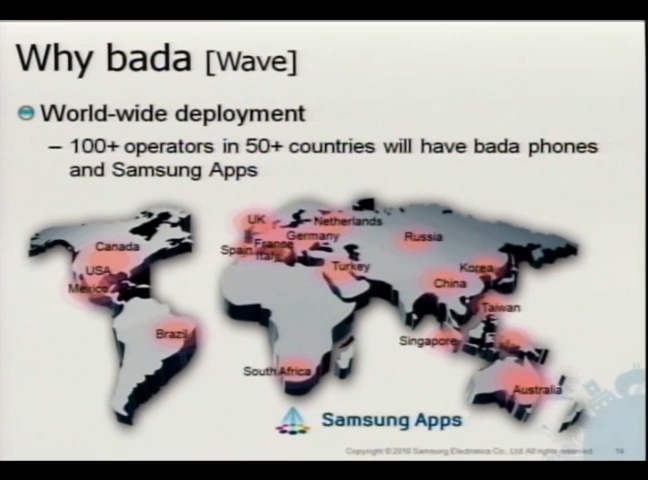 Why bada [Wave]
World-wide deployment
– 100+ operators in 50+ countries will have bada phones
and Samsung Apps
UK
Netherlands
Germany
France
Spain
Italy
Russia
Canada
USA
Mexico
Turkey
Korea
China
Taiwan
Brazil
Singapore
South Africa
Australia
Samsung Apps
Copyright © 2010 Samsung Electronics Co., Ltd. All rights reserved
14